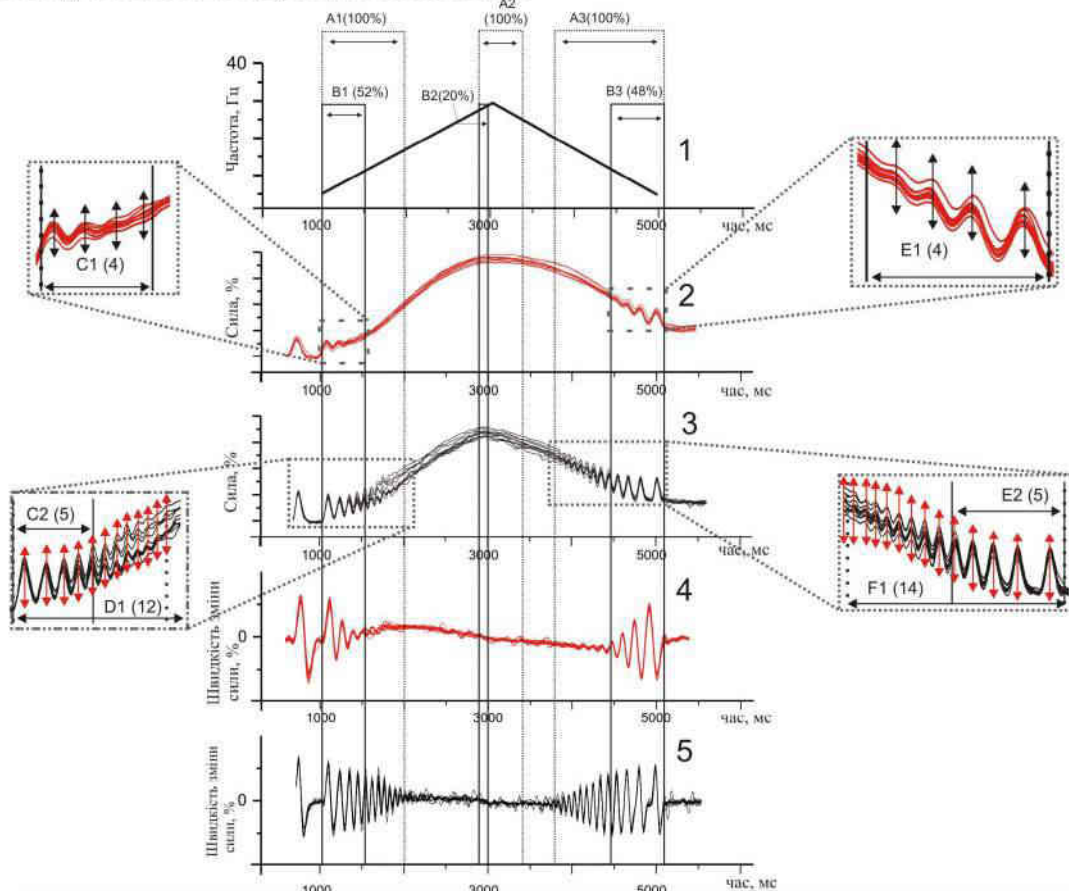 A2
A1(100%) (100%) A3(100%)
40
B1 (52%) B2(20%) B3 (48%)
Частота, Гц
1
1000 3000 5000 час, мс
C1 (4)
E1 (4)
2
Сила, %
1000 3000 5000 час, мс
3
Сила, %
C2 (5)
D1 (12)
E2 (5)
F1 (14)
1000 3000 5000 час, мс
4
Швидкість зміни
сили, %
0
1000 3000 5000 час, мс
5
Швидкість зміни
сили, %
0
1000 3000 5000 час, мс